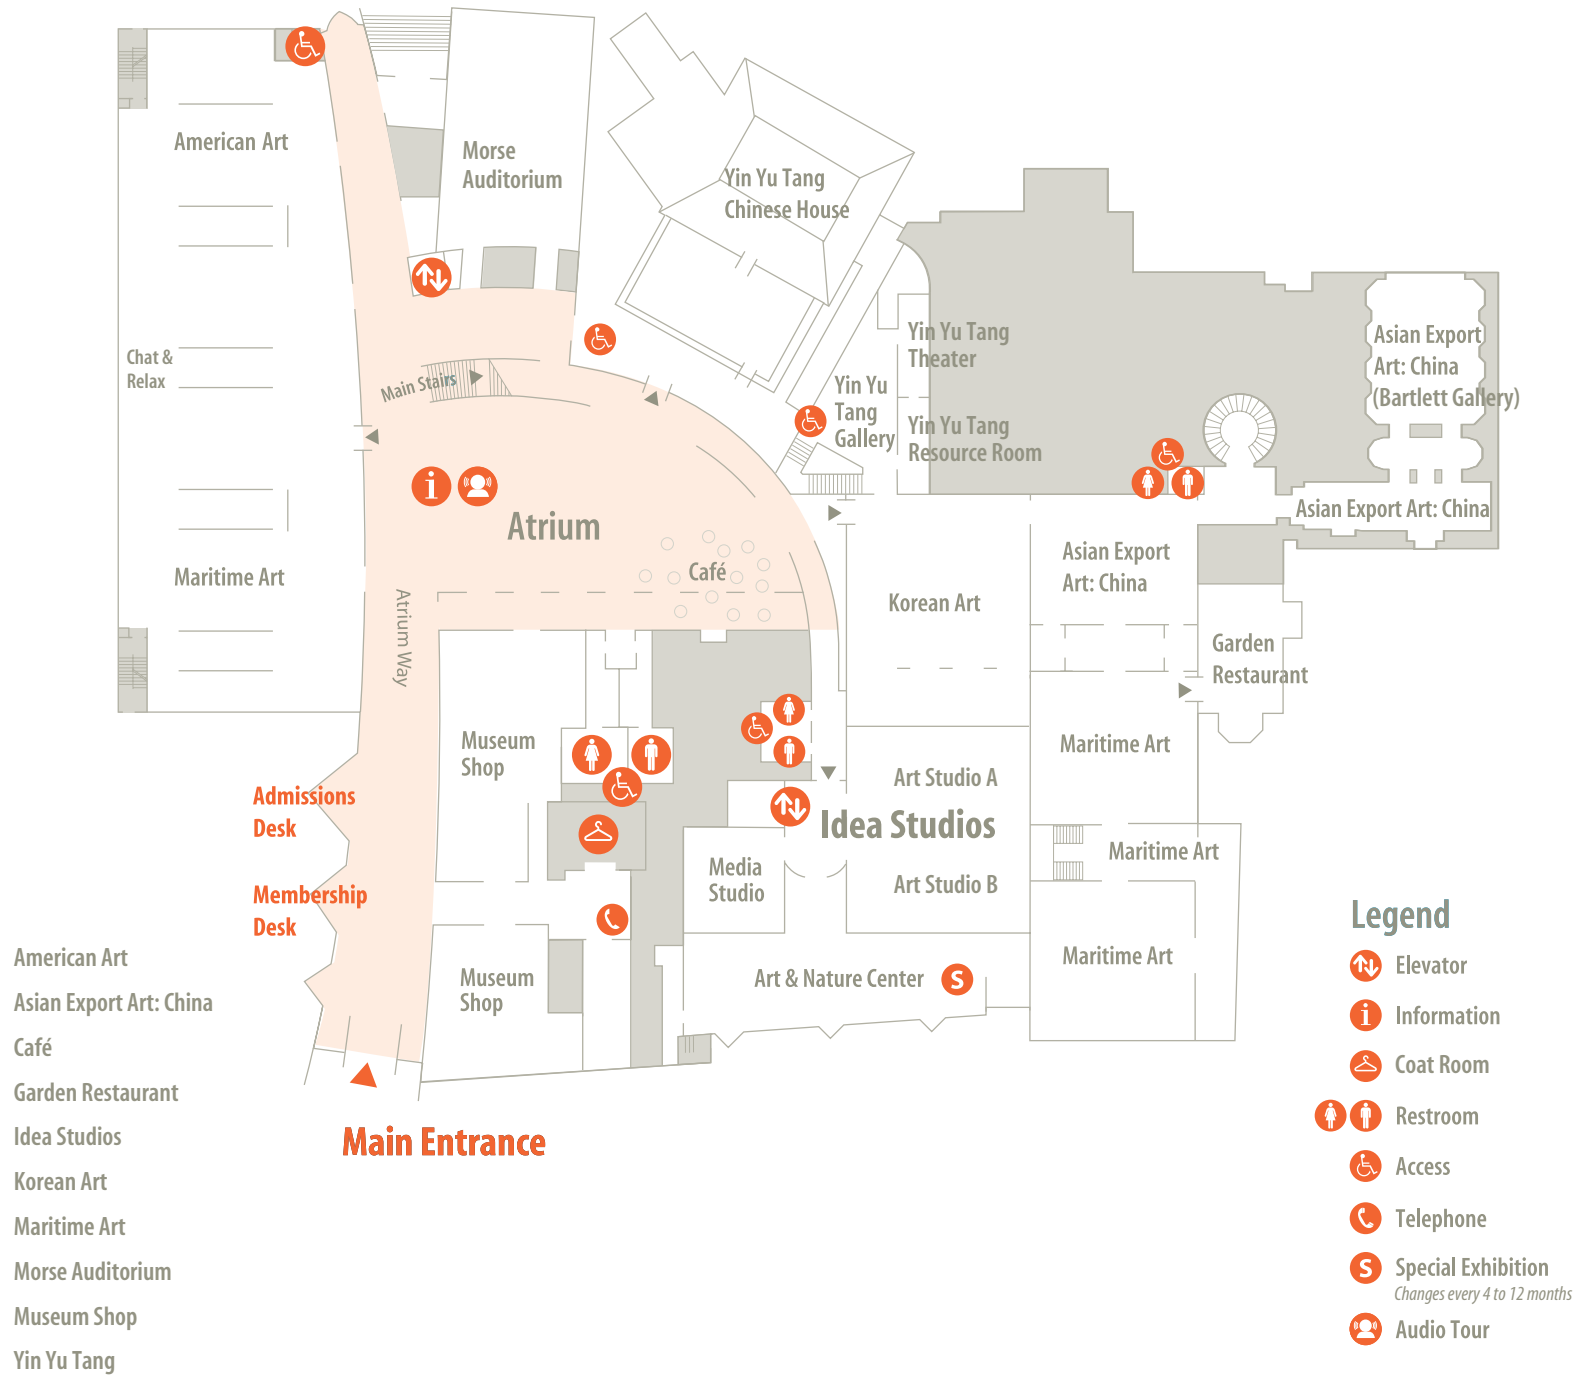 American Art
Morse
Auditorium
Yin Yu Tang
Chinese House
Chat &
Relax
Main Stairs
Yin Yu Tang
Theater
Yin Yu
Tang
Gallery
Yin Yu Tang
Resource Room
Asian Export
Art: China
(Bartlett Gallery)
Asian Export Art: China
i
Atrium
Café
Maritime Art
Atrium Way
Korean Art
Asian Export
Art: China
Garden
Restaurant
Museum
Shop
Maritime Art
Admissions
Desk
Art Studio A
Idea Studios
Media
Studio
Art Studio B
Maritime Art
Membership
Desk
Museum
Shop
Art & Nature Center
S
Maritime Art
Main Entrance
American Art
Asian Export Art: China
Café
Garden Restaurant
Idea Studios
Korean Art
Maritime Art
Morse Auditorium
Museum Shop
Yin Yu Tang
Legend
Elevator
i Information
Coat Room
Restroom
Access
Telephone
S Special Exhibition
Changes every 4 to 12 months
Audio Tour